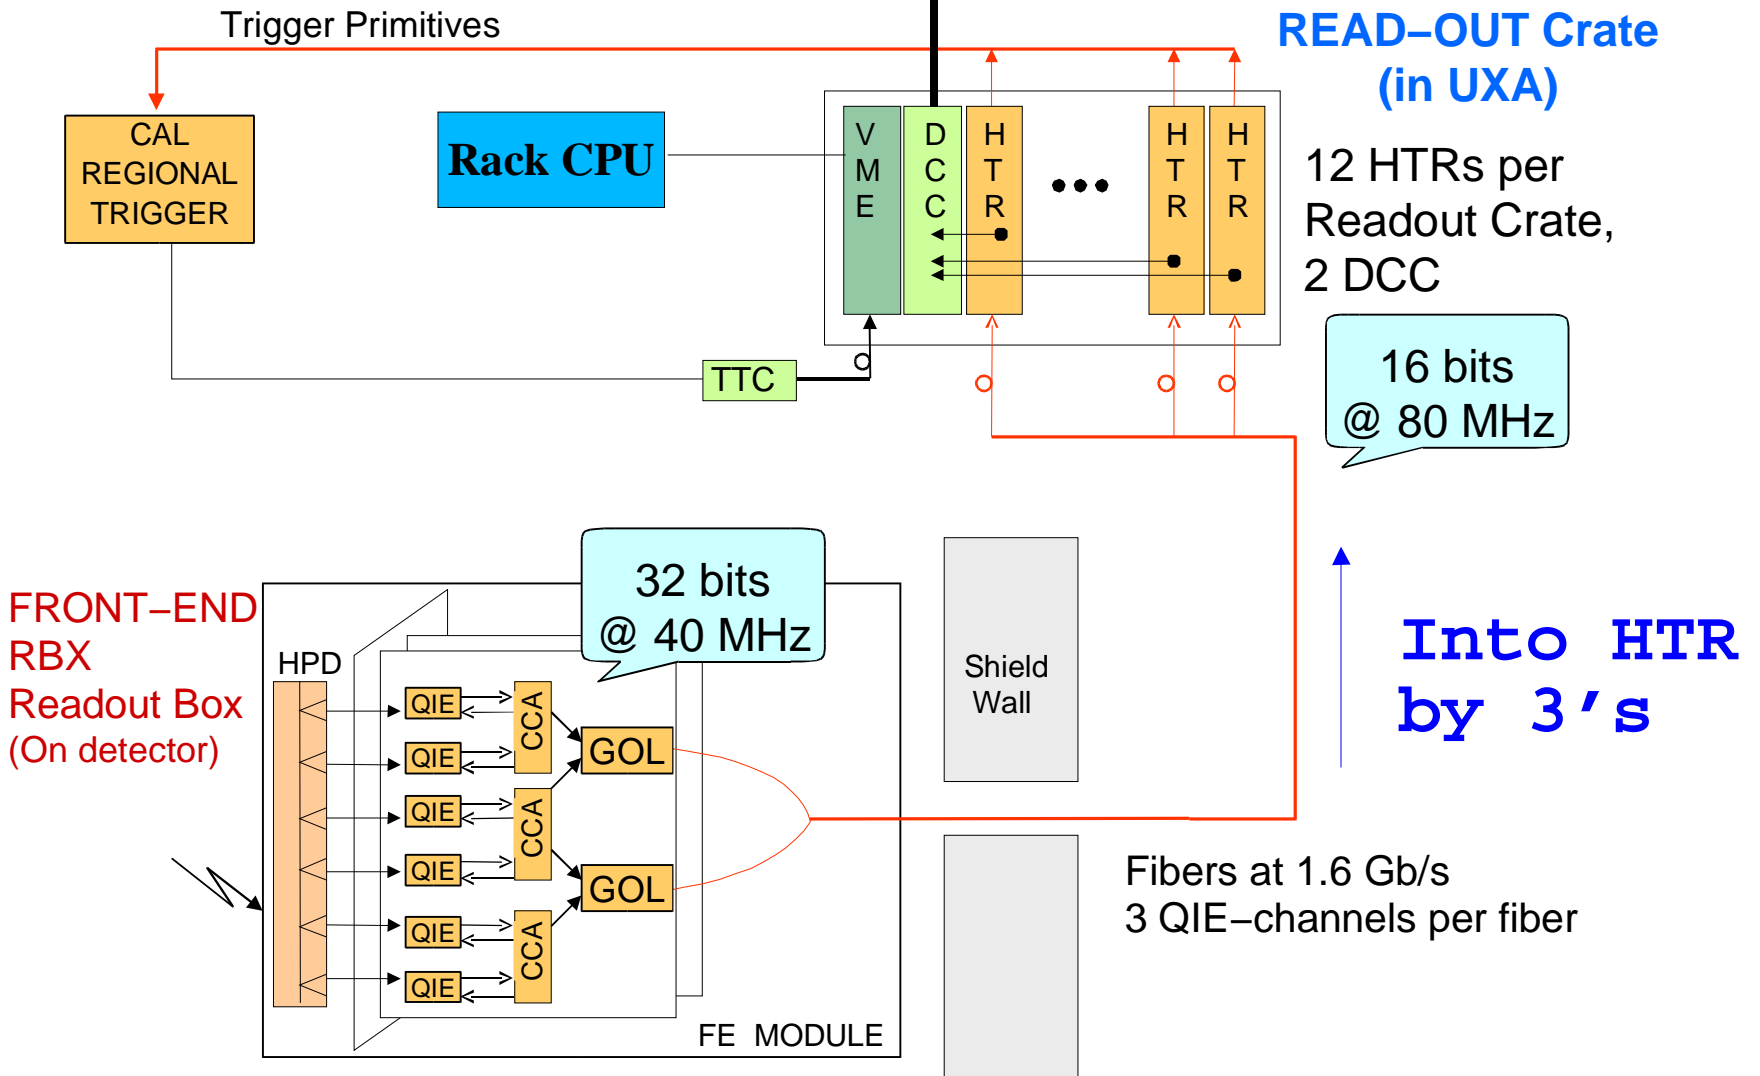 Trigger Primitives
READ−OUT Crate
(in UXA)
CAL
REGIONAL
TRIGGER
Rack CPU
V
M
E
D
C
C
H
T
R
H
T
R
H
T
R
12 HTRs per
Readout Crate,
2 DCC
TTC
16 bits
@ 80 MHz
FRONT−END
RBX
Readout Box
(On detector)
HPD
32 bits
@ 40 MHz
QIE
QIE
QIE
QIE
QIE
QIE
CCA
CCA
CCA
GOL
GOL
FE MODULE
Shield
Wall
Into HTR
by 3's
Fibers at 1.6 Gb/s
3 QIE−channels per fiber